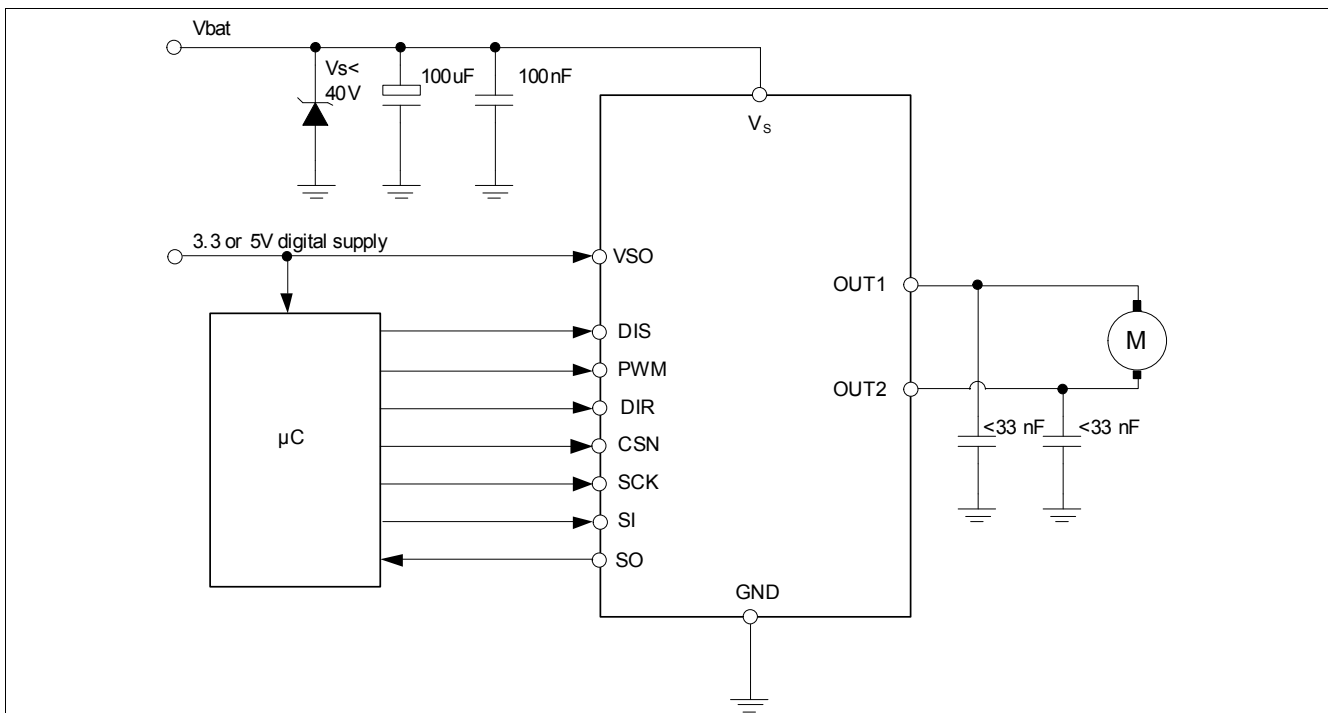 Vbat
Vs<
40V
100uF
100nF
VS
3.3 or 5V digital supply
VSO
OUT1
DIS
M
PWM
OUT2
DIR
µC
<33 nF
<33 nF
CSN
SCK
SI
SO
GND